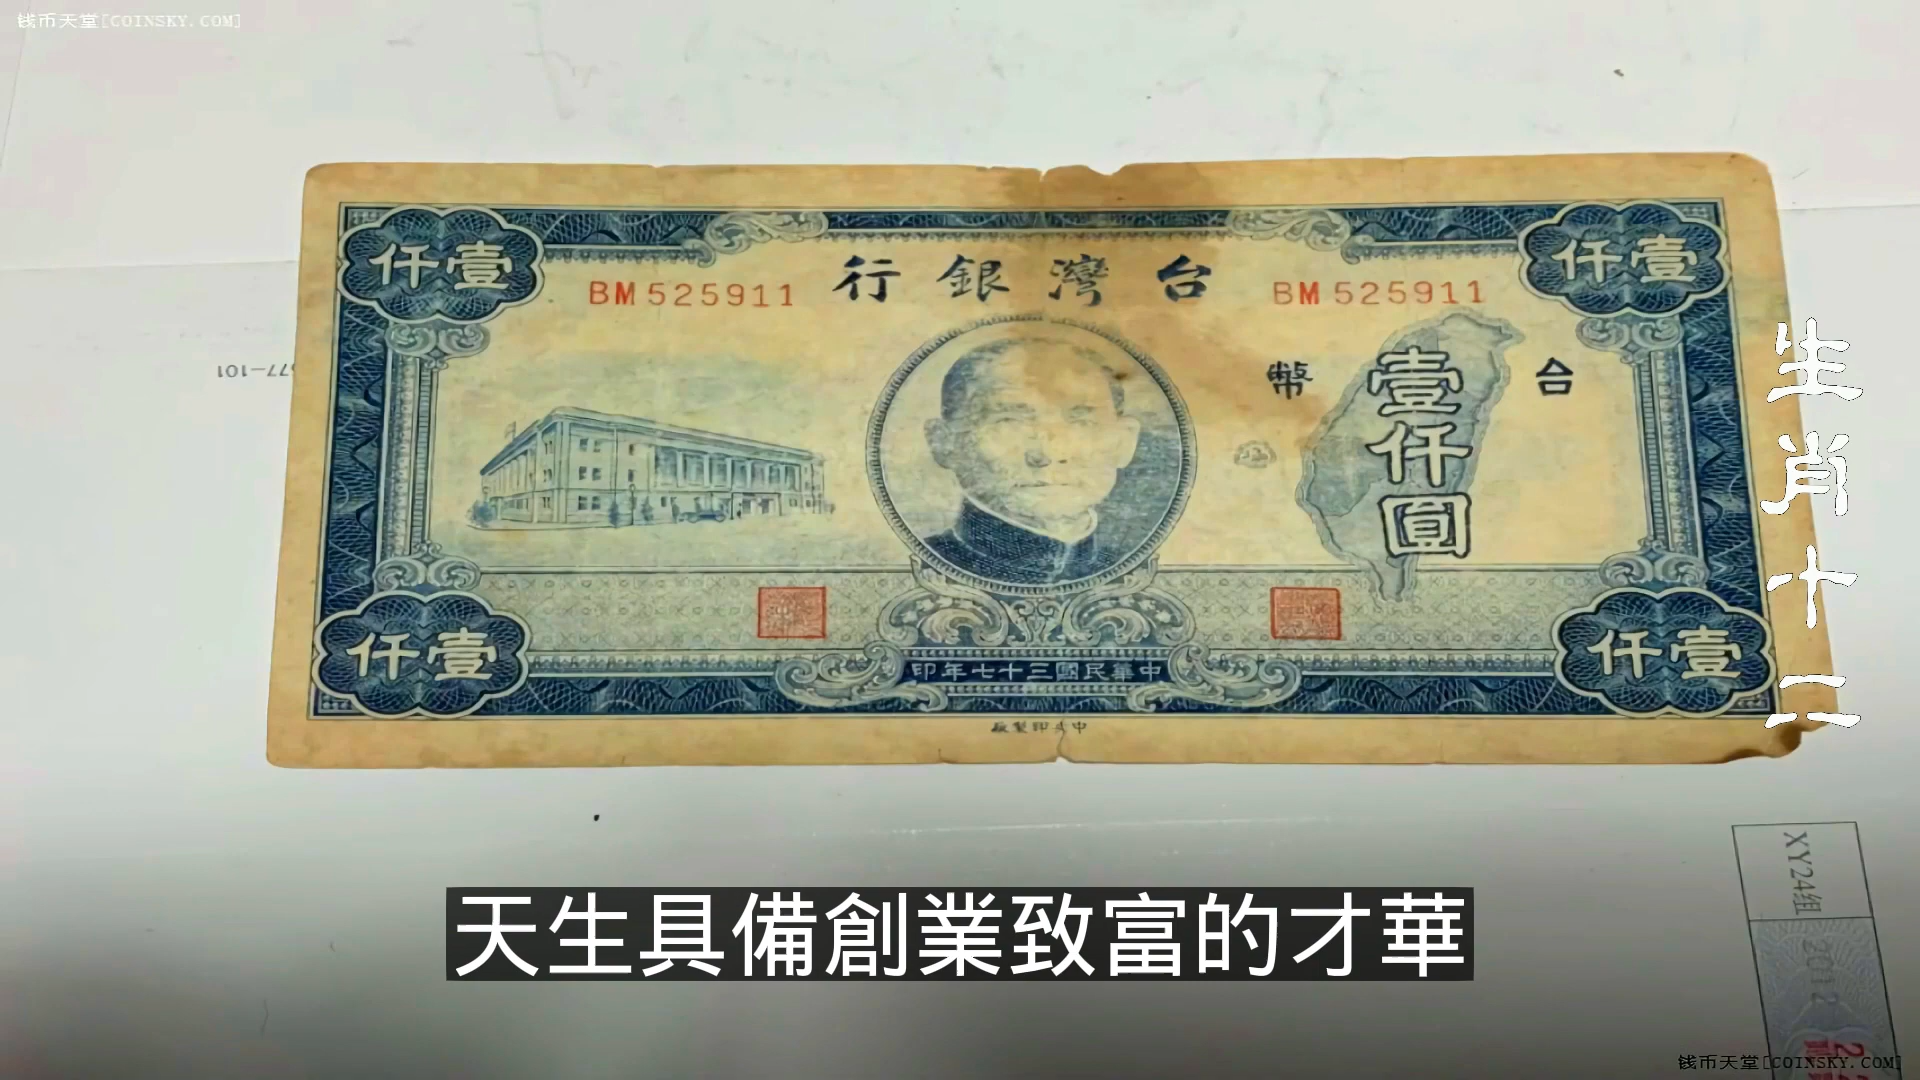 钱币天堂[COINSKY.COM]
仟壹
仟壹
BM525911
行銀灣台
BM525911
幣
台
壹仟圓
印年七十三國民華中
仟壹
仟壹
廠製印央中
77-101
生肖十二
XY24组
天生具備創業致富的才華
钱币天堂[COINSKY.COM]